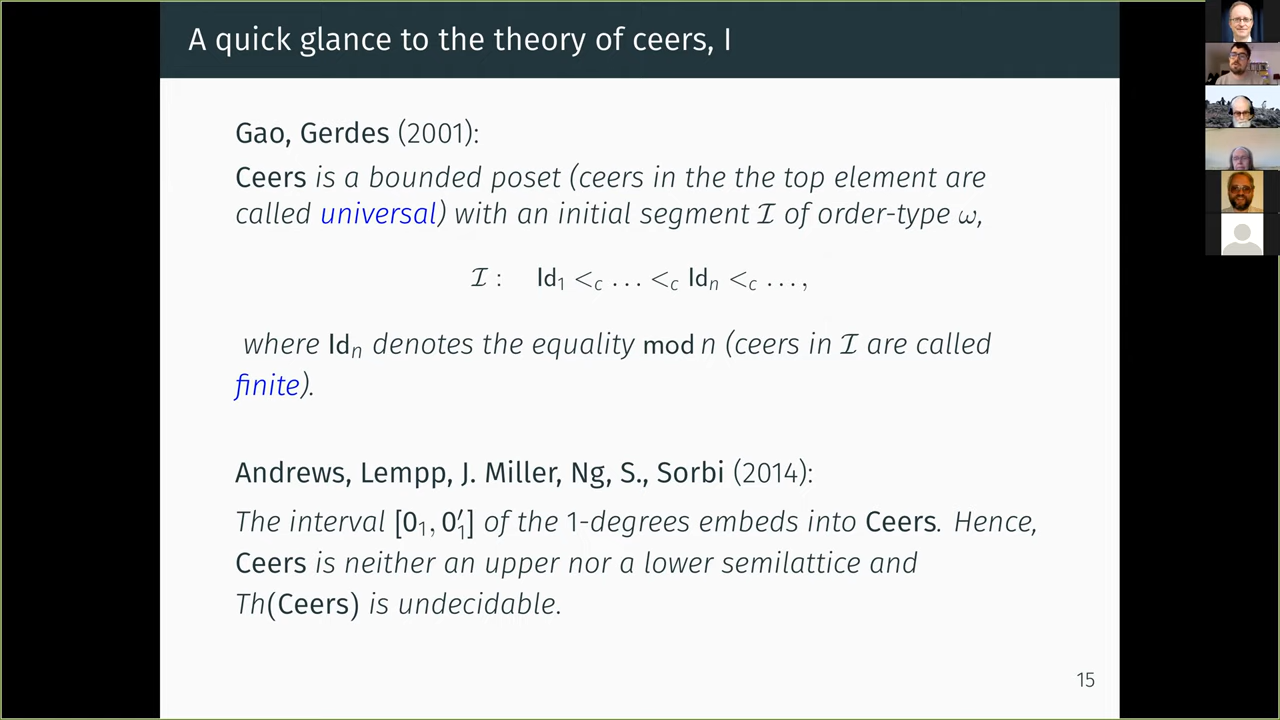 A quick glance to the theory of ceers, I
Gao, Gerdes (2001):
Ceers is a bounded poset (ceers in the the top element are
called universal) with an initial segment ℐ of order-type ω,
ℐ : Id₁ <_c … <_c Idₙ <_c …,
where Idₙ denotes the equality mod n (ceers in ℐ are called
finite).
Andrews, Lempp, J. Miller, Ng, S., Sorbi (2014):
The interval [0₁, 0′₁] of the 1-degrees embeds into Ceers. Hence,
Ceers is neither an upper nor a lower semilattice and
Th(Ceers) is undecidable.
15